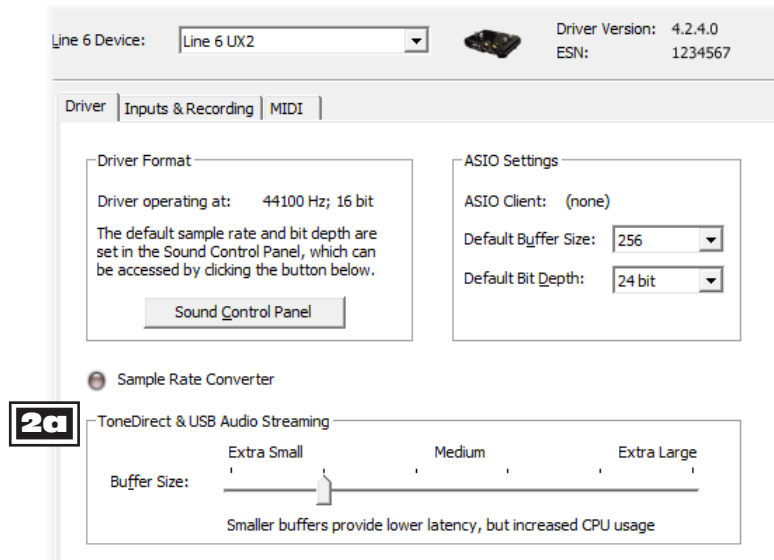 Line 6 Device: Line 6 UX2 Driver Version: 4.2.4.0
ESN: 1234567
Driver Inputs & Recording MIDI
Driver Format
Driver operating at: 44100 Hz; 16 bit
The default sample rate and bit depth are
set in the Sound Control Panel, which can
be accessed by clicking the button below.
Sound Control Panel
ASIO Settings
ASIO Client: (none)
Default Buffer Size: 256
Default Bit Depth: 24 bit
Sample Rate Converter
2a
ToneDirect & USB Audio Streaming
Extra Small Medium Extra Large
Buffer Size:
Smaller buffers provide lower latency, but increased CPU usage